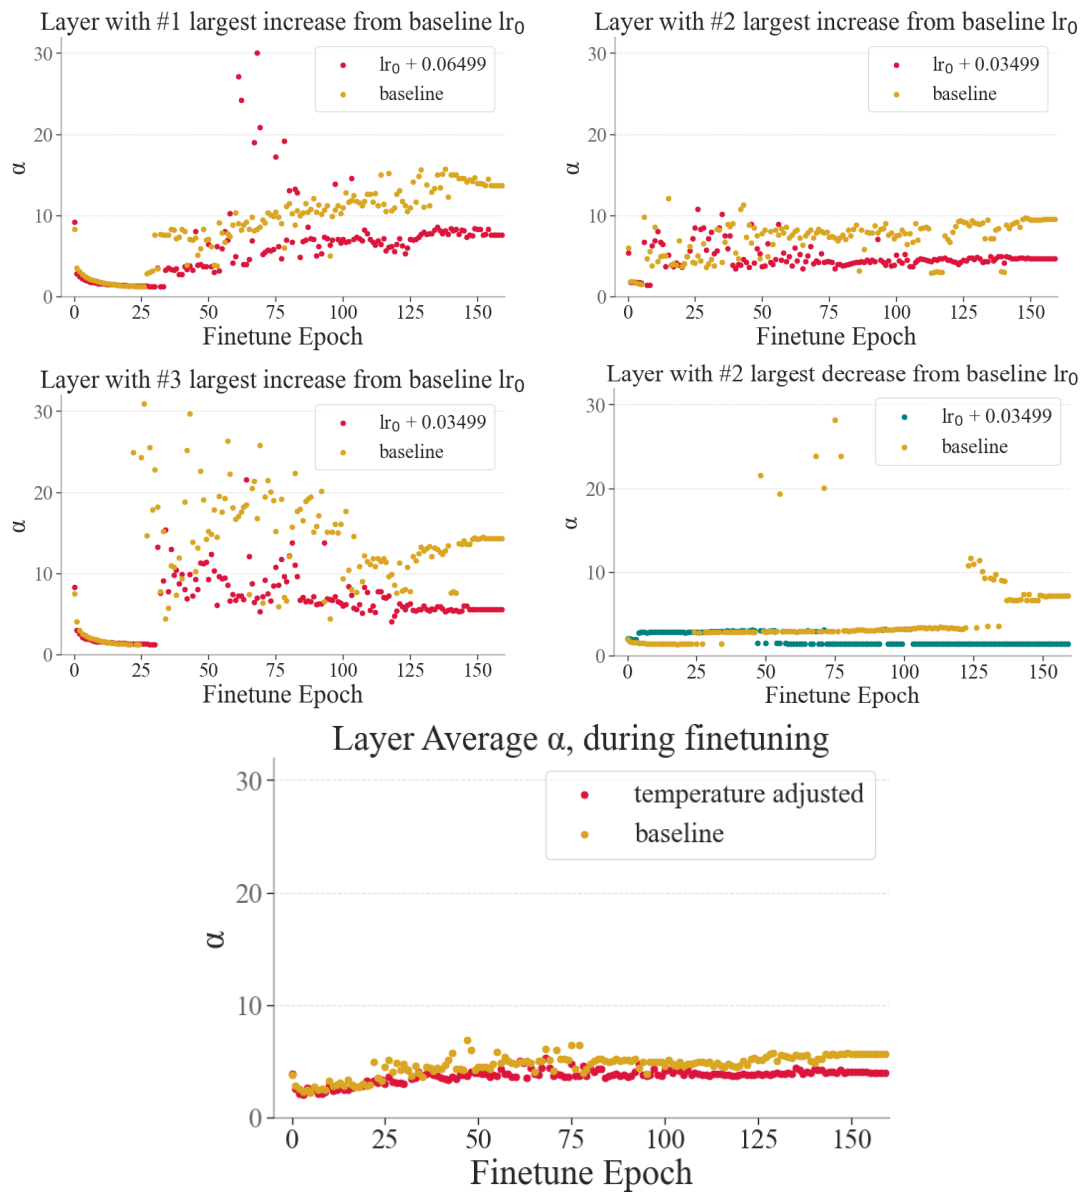 Layer with #1 largest increase from baseline lr₀
30
20
10
0
α
lr₀ + 0.06499
baseline
0 25 50 75 100 125 150
Finetune Epoch
Layer with #2 largest increase from baseline lr₀
30
20
10
0
α
lr₀ + 0.03499
baseline
0 25 50 75 100 125 150
Finetune Epoch
Layer with #3 largest increase from baseline lr₀
30
20
10
0
α
lr₀ + 0.03499
baseline
0 25 50 75 100 125 150
Finetune Epoch
Layer with #2 largest decrease from baseline lr₀
30
20
10
0
α
lr₀ + 0.03499
baseline
0 25 50 75 100 125 150
Finetune Epoch
Layer Average α, during finetuning
30
20
10
0
α
temperature adjusted
baseline
0 25 50 75 100 125 150
Finetune Epoch